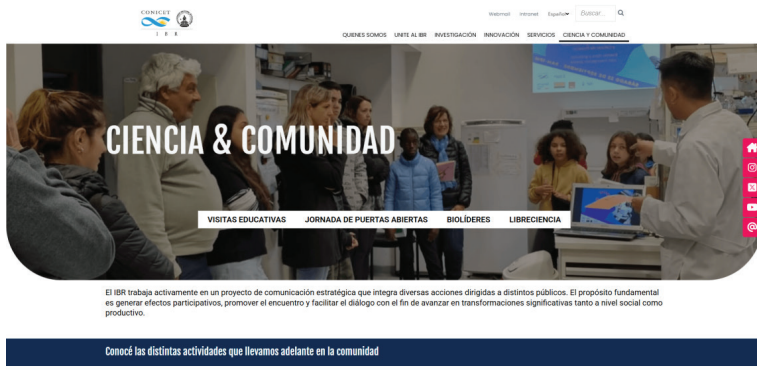 CONICET
I B R
Webmail Intranet Español Buscar...
QUIENES SOMOS UNITE AL IBR INVESTIGACIÓN INNOVACIÓN SERVICIOS CIENCIA Y COMUNIDAD
CIENCIA & COMUNIDAD
VISITAS EDUCATIVAS JORNADA DE PUERTAS ABIERTAS BIOLÍDERES LIBRECIENCIA
El IBR trabaja activamente en un proyecto de comunicación estratégica que integra diversas acciones dirigidas a distintos públicos. El propósito fundamental
es generar efectos participativos, promover el encuentro y facilitar el diálogo con el fin de avanzar en transformaciones significativas tanto a nivel social como
productivo.
Conocé las distintas actividades que llevamos adelante en la comunidad